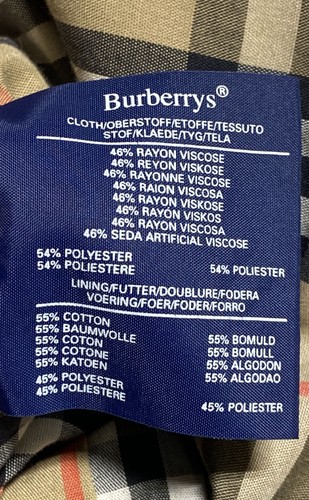 Burberrys®
CLOTH/OBERSTOFF/ETOFFE/TESSUTO
STOF/KLAEDE/TYG/TELA
46% RAYON VISCOSE
46% REYON VISKOSE
46% RAYONNE VISCOSE
46% RAION VISCOSA
46% RAYON VISKOSE
46% RAYÓN VISKOS
46% RAYON VISCOSA
46% SEDA ARTIFICIAL VISCOSE
54% POLYESTER
54% POLIESTERE 54% POLIESTER
LINING/FUTTER/DOUBLURE/FODERA
VOERING/FOER/FODER/FORRO
55% COTTON
55% BAUMWOLLE 55% BOMULD
55% COTON 55% BOMULL
55% COTONE 55% ALGODON
55% KATOEN 55% ALGODAO
45% POLYESTER
45% POLIESTERE 45% POLIESTER